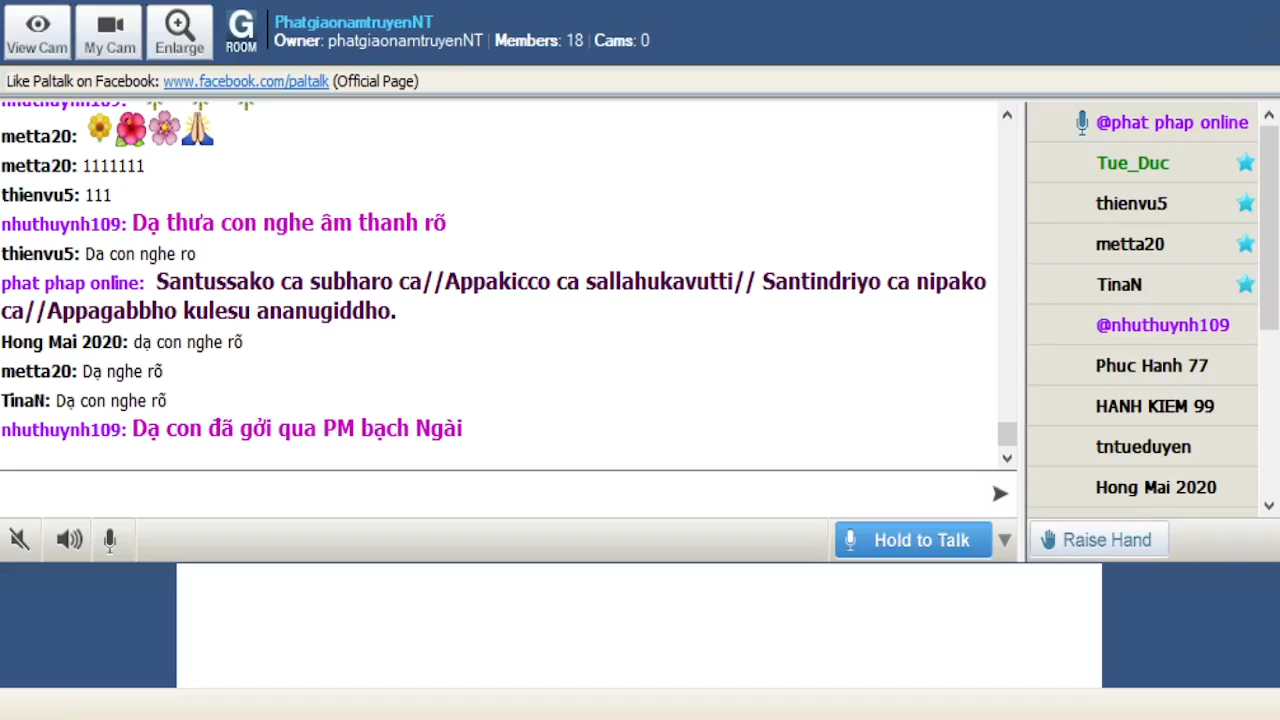 PhatgiaonamtruyenNT
View Cam
My Cam
Enlarge
G
ROOM
Owner: phatgiaonamtruyenNT | Members: 18 | Cams: 0
Like Paltalk on Facebook: www.facebook.com/paltalk (Official Page)
nhuthuynh109:
metta20:
metta20: 1111111
thienvu5: 111
nhuthuynh109: Dạ thưa con nghe âm thanh rõ
thienvu5: Da con nghe ro
phat phap online: Santussako ca subharo ca//Appakicco ca sallahukavutti// Santindriyo ca nipako
ca//Appagabbho kulesu ananugiddho.
Hong Mai 2020: dạ con nghe rõ
metta20: Dạ nghe rõ
TinaN: Dạ con nghe rõ
nhuthuynh109: Dạ con đã gởi qua PM bạch Ngài
Hold to Talk
@phat phap online
Tue_Duc
thienvu5
metta20
TinaN
@nhuthuynh109
Phuc Hanh 77
HANH KIEM 99
tntueduyen
Hong Mai 2020
Raise Hand